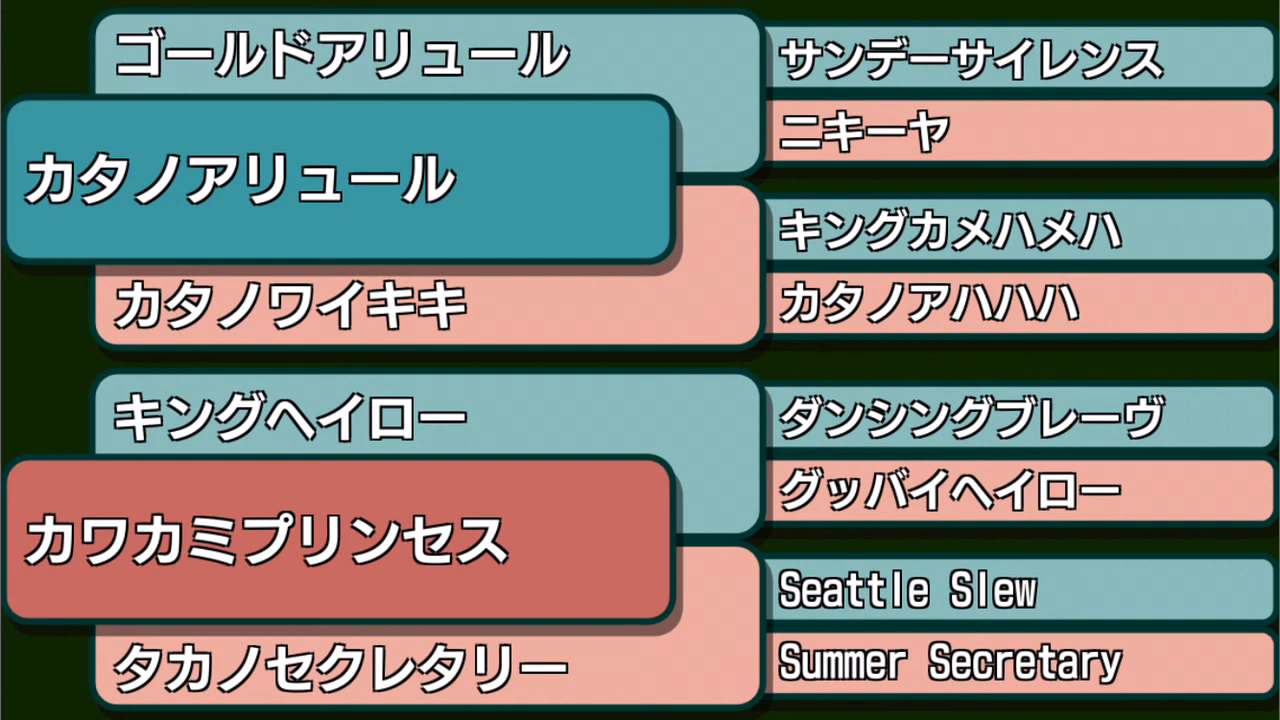 ゴールドアリュール
サンデーサイレンス
ニキーヤ
カタノアリュール
キングカメハメハ
カタノワイキキ
カタノアハハハ
キングヘイロー
ダンシングブレーヴ
グッバイヘイロー
カワカミプリンセス
Seattle Slew
タカノセクレタリー
Summer Secretary